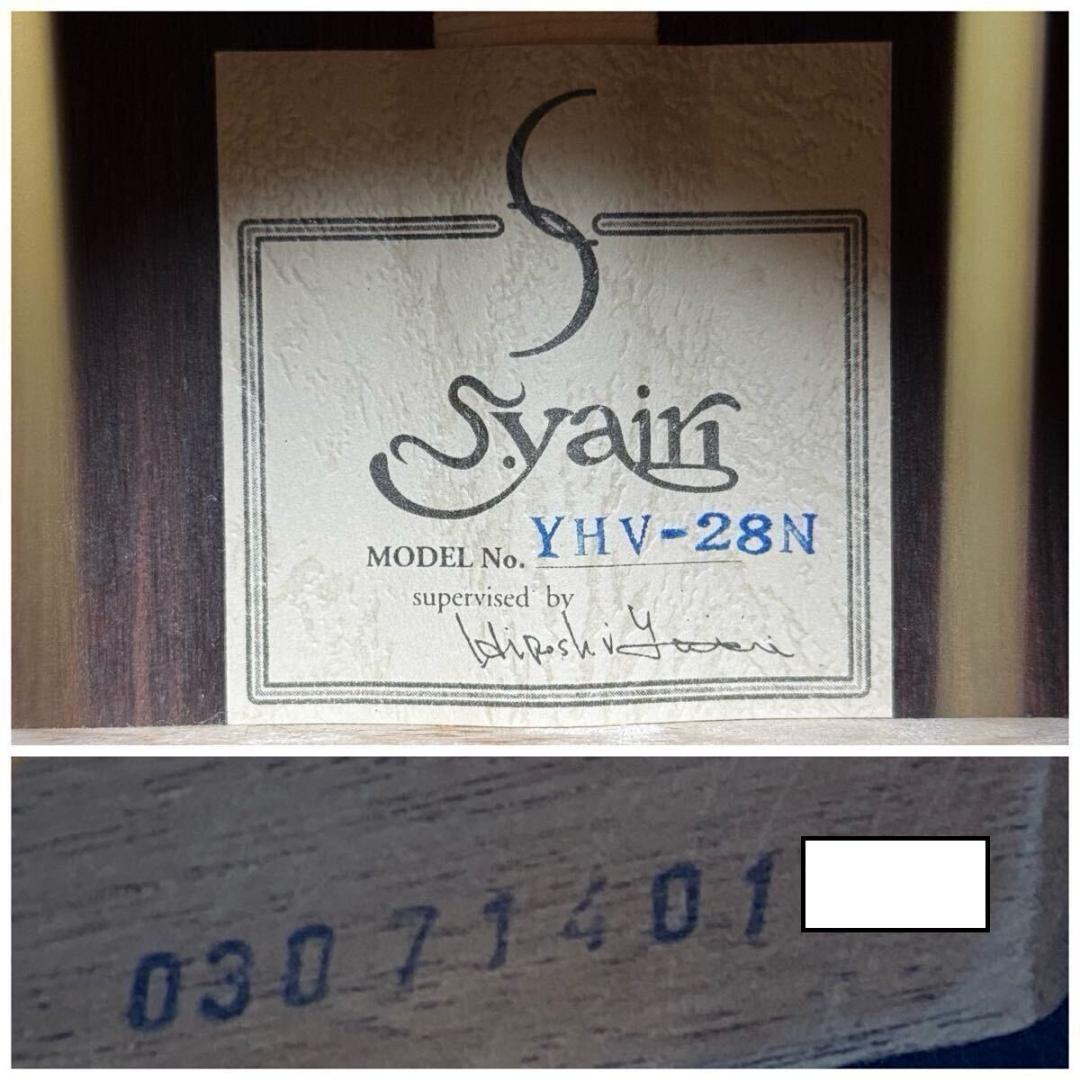 S
S.yairi
MODEL No. YHV-28N
supervised by
Hiroshi Yairi
03071401